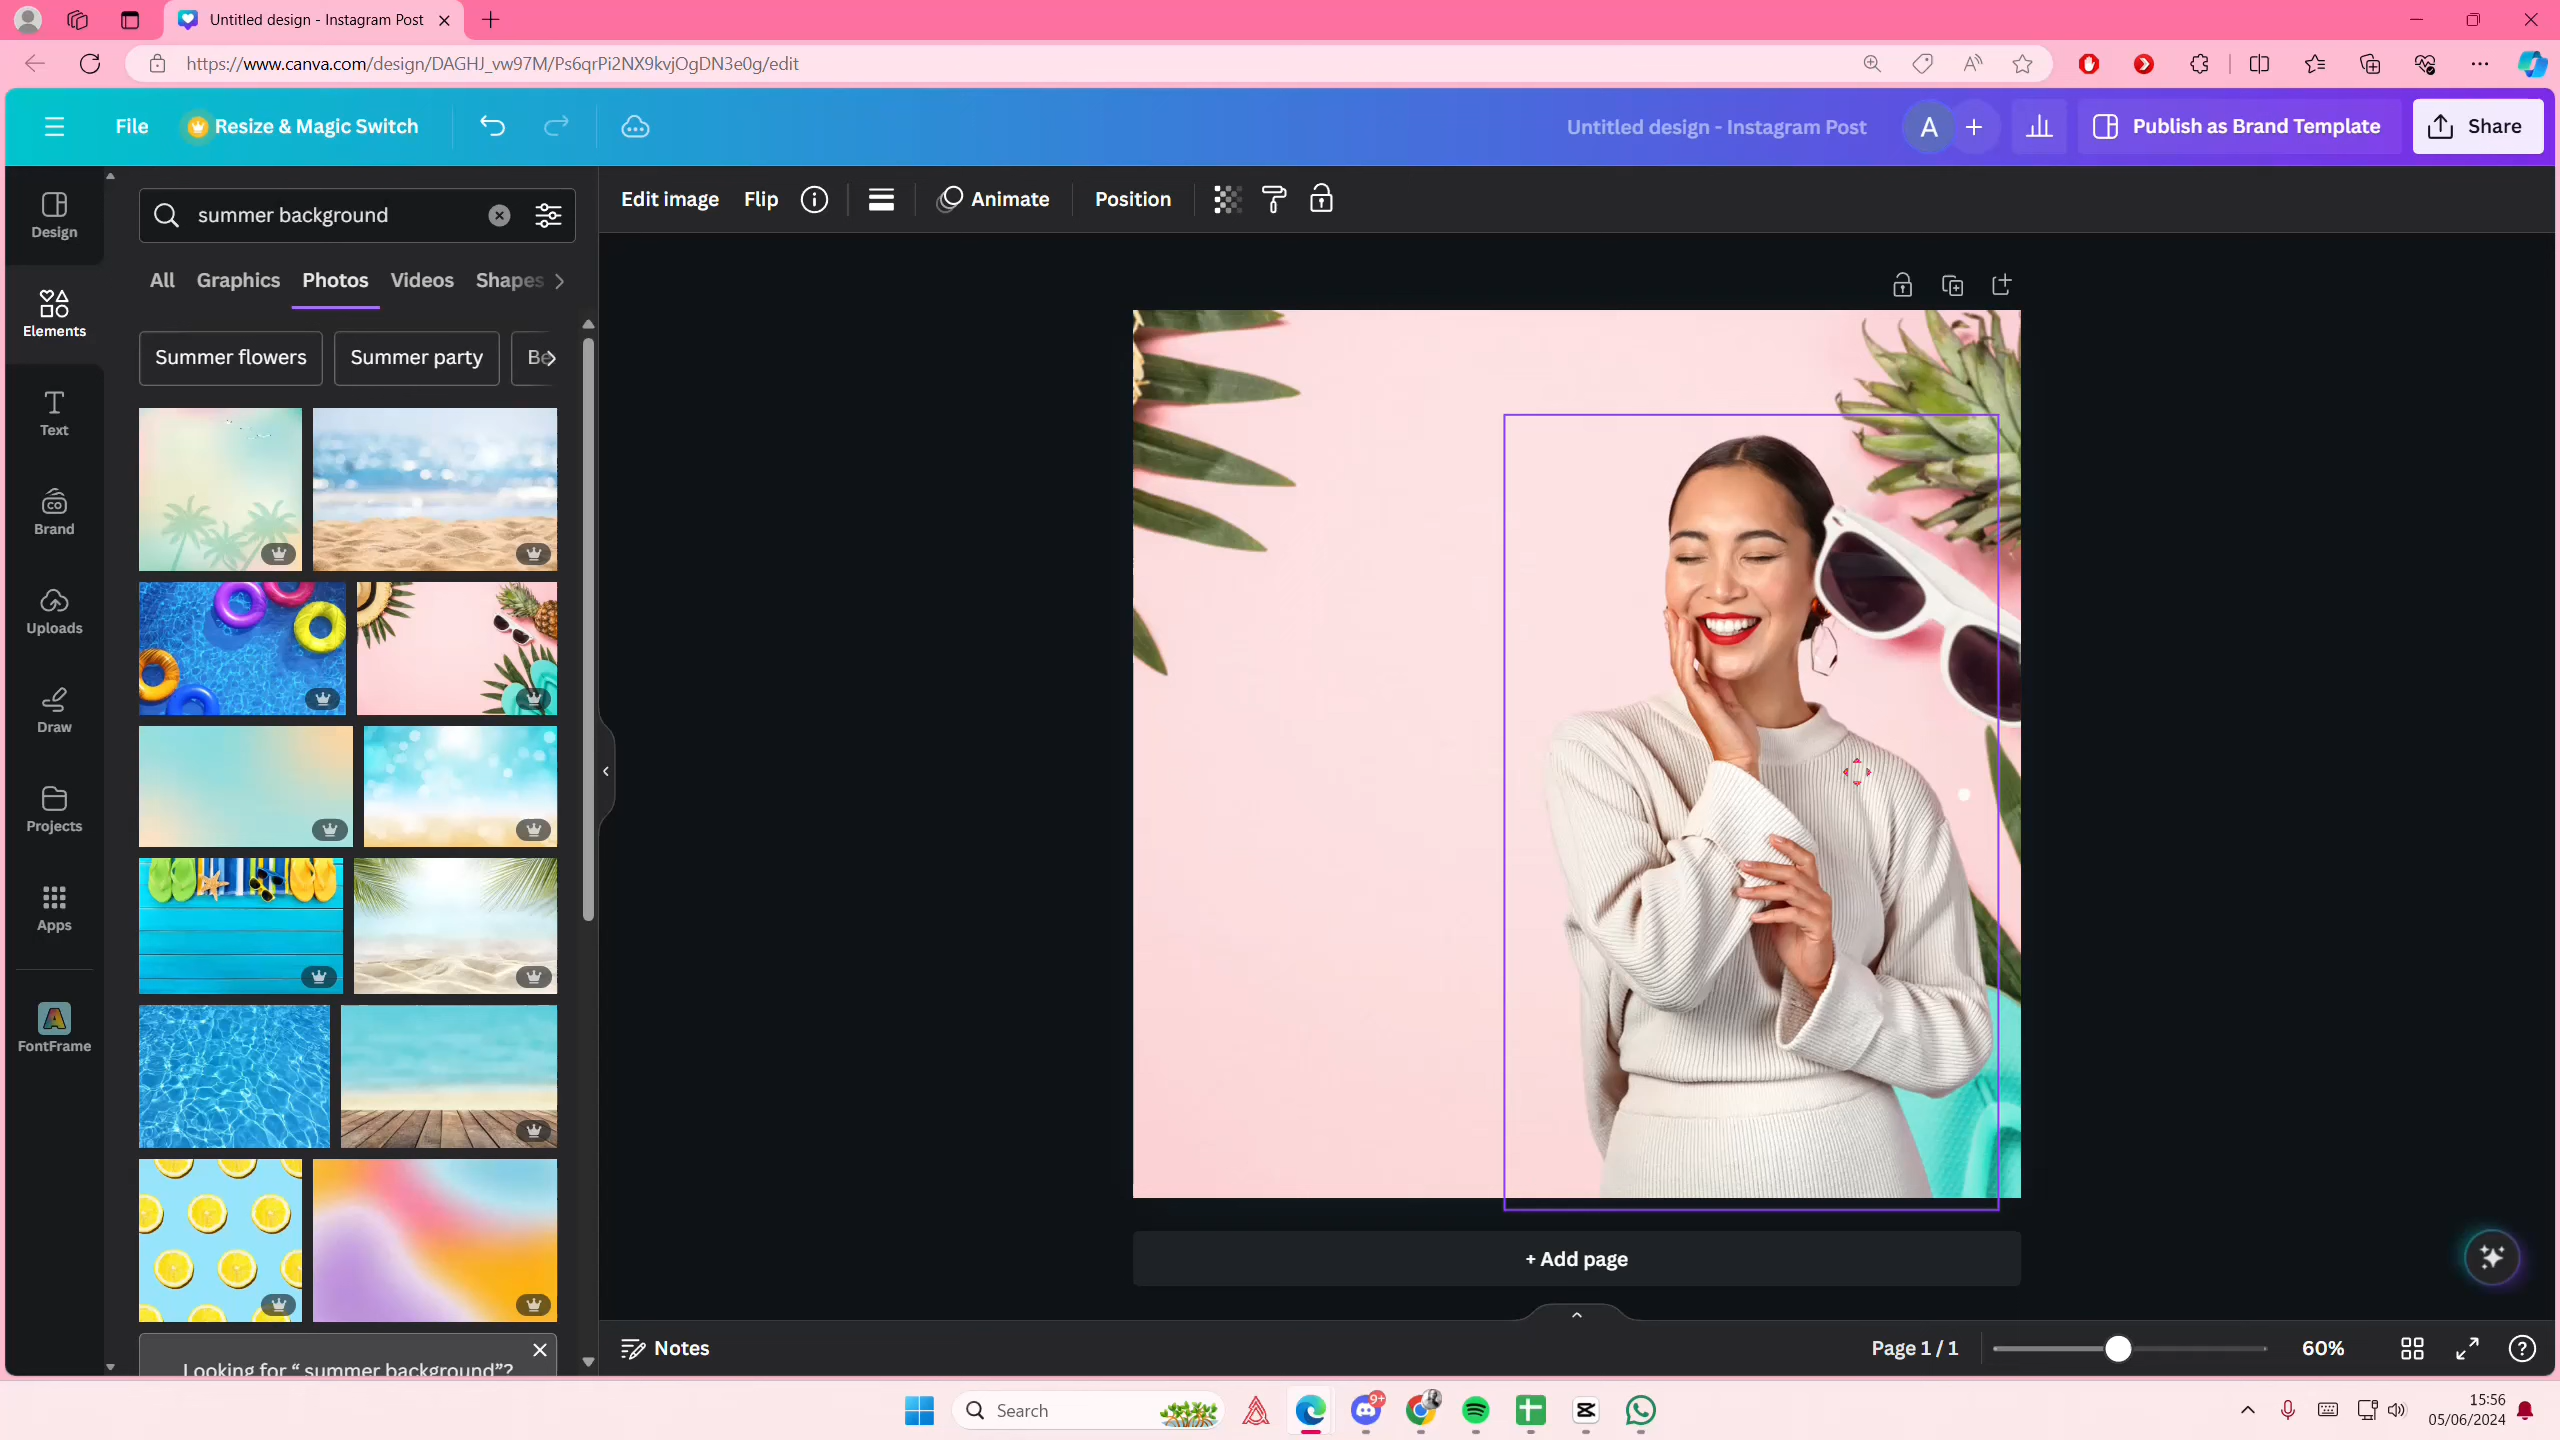 Untitled design - Instagram Post
https://www.canva.com/design/DAGHJ_vw97M/Ps6qrPi2NX9kvjOgDN3e0g/edit
File
Resize & Magic Switch
Untitled design - Instagram Post
A
Publish as Brand Template
Share
Design
Elements
Text
Brand
Uploads
Draw
Projects
Apps
FontFrame
summer background
Edit image
Flip
Animate
Position
All
Graphics
Photos
Videos
Shapes
Summer flowers
Summer party
Be
Looking for “ summer background”?
+ Add page
Notes
Page 1 / 1
60%
Search
9+
15:56
05/06/2024